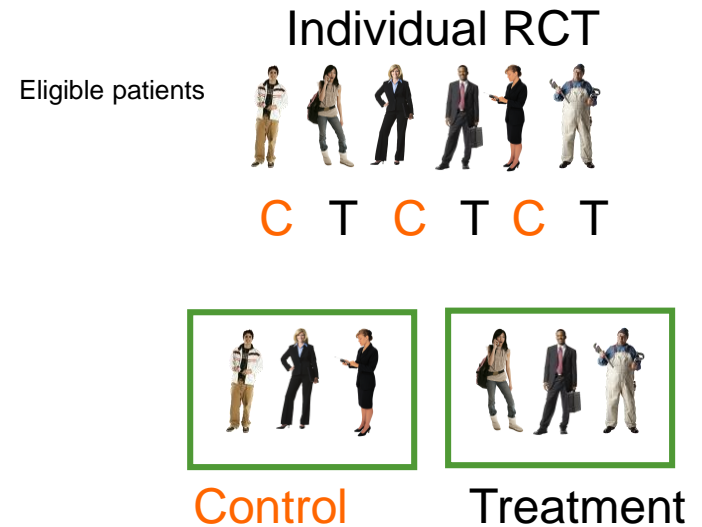 Individual RCT
Eligible patients
C T C T C T
Control Treatment